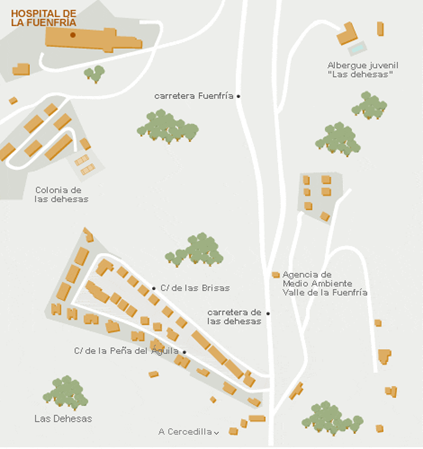 HOSPITAL DE
LA FUENFRÍA
Albergue juvenil
"Las dehesas"
carretera Fuenfría
Colonia de
las dehesas
Agencia de
Medio Ambiente
Valle de la Fuenfría
C/ de las Brisas
carretera de
las dehesas
C/ de la Peña del Águila
Las Dehesas
A Cercedilla